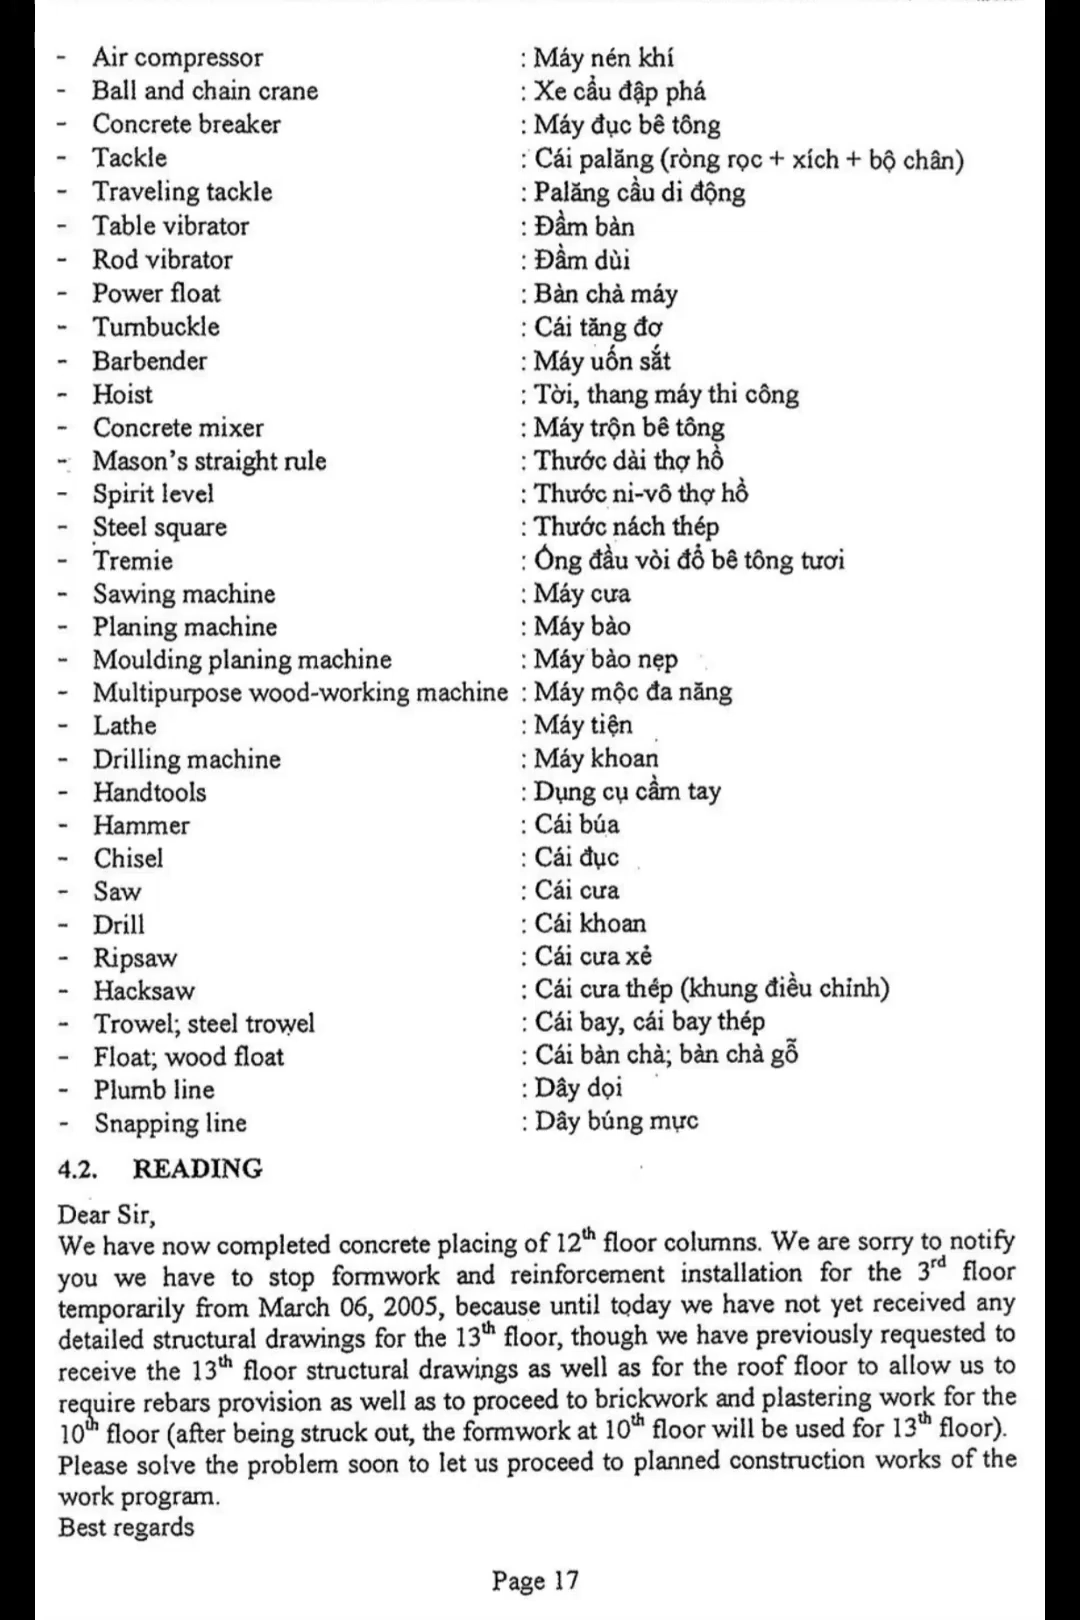 - Air compressor : Máy nén khí
- Ball and chain crane : Xe cẩu đập phá
- Concrete breaker : Máy đục bê tông
- Tackle : Cái palăng (ròng rọc + xích + bộ chân)
- Traveling tackle : Palăng cầu di động
- Table vibrator : Đầm bàn
- Rod vibrator : Đầm dùi
- Power float : Bàn chà máy
- Turnbuckle : Cái tăng đơ
- Barbender : Máy uốn sắt
- Hoist : Tời, thang máy thi công
- Concrete mixer : Máy trộn bê tông
- Mason's straight rule : Thước dài thợ hồ
- Spirit level : Thước ni-vô thợ hồ
- Steel square : Thước nách thép
- Tremie : Ống đầu vòi đổ bê tông tươi
- Sawing machine : Máy cưa
- Planing machine : Máy bào
- Moulding planing machine : Máy bào nẹp
- Multipurpose wood-working machine : Máy mộc đa năng
- Lathe : Máy tiện
- Drilling machine : Máy khoan
- Handtools : Dụng cụ cầm tay
- Hammer : Cái búa
- Chisel : Cái đục
- Saw : Cái cưa
- Drill : Cái khoan
- Ripsaw : Cái cưa xẻ
- Hacksaw : Cái cưa thép (khung điều chỉnh)
- Trowel; steel trowel : Cái bay, cái bay thép
- Float; wood float : Cái bàn chà; bàn chà gỗ
- Plumb line : Dây dọi
- Snapping line : Dây búng mực
4.2. READING
Dear Sir,
We have now completed concrete placing of 12th floor columns. We are sorry to notify
you we have to stop formwork and reinforcement installation for the 3rd floor
temporarily from March 06, 2005, because until today we have not yet received any
detailed structural drawings for the 13th floor, though we have previously requested to
receive the 13th floor structural drawings as well as for the roof floor to allow us to
require rebars provision as well as to proceed to brickwork and plastering work for the
10th floor (after being struck out, the formwork at 10th floor will be used for 13th floor).
Please solve the problem soon to let us proceed to planned construction works of the
work program.
Best regards
Page 17